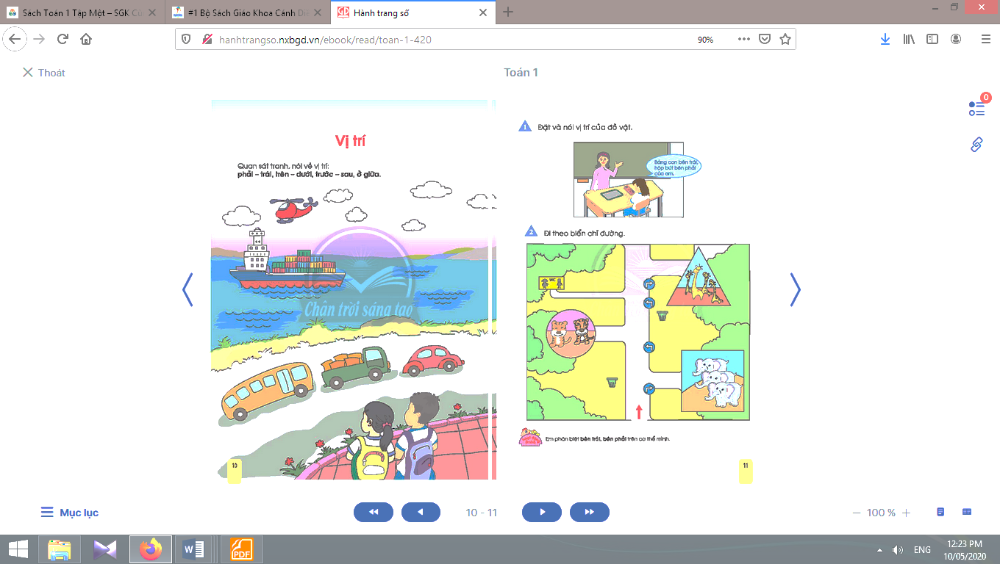 Sách Toán 1 Tập Một – SGK Cù
#1 Bộ Sách Giáo Khoa Cánh Di
Hành trang số
hanhtrangso.nxbgd.vn/ebook/read/toan-1-420
90%
Thoát
Toán 1
0
Vị trí
Quan sát tranh, nói về vị trí:
phải – trái, trên – dưới, trước – sau, ở giữa.
Chân trời sáng tạo
10
1 Đặt và nói vị trí của đồ vật.
Bảng con bên trái,
hộp bút bên phải
của em.
2 Đi theo biển chỉ đường.
WC
Em phân biệt bên trái, bên phải trên cơ thể mình.
11
Mục lục
10 - 11
100 %
W
PDF
ENG
12:23 PM
10/05/2020